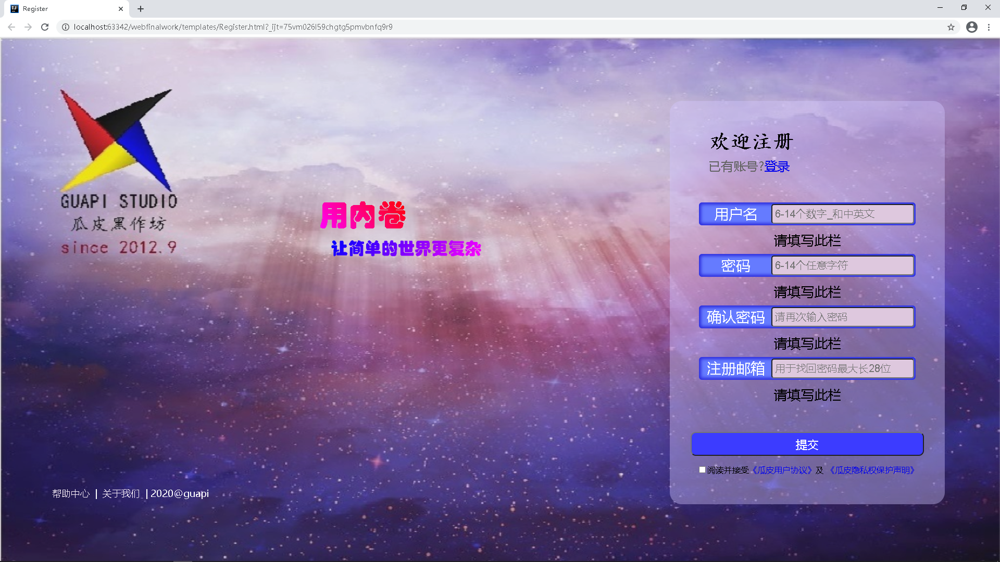 Register
localhost:63342/webfinalwork/templates/Register.html?_ijt=75vm026l59chgtg5pmvbnfq9r9
GUAPI STUDIO
瓜皮黑作坊
since 2012.9
用内卷
让简单的世界更复杂
欢迎注册
已有账号?登录
用户名 6-14个数字_和中英文
请填写此栏
密码 6-14个任意字符
请填写此栏
确认密码 请再次输入密码
请填写此栏
注册邮箱 用于找回密码最大长28位
请填写此栏
提交
阅读并接受《瓜皮用户协议》及 《瓜皮隐私权保护声明》
帮助中心 | 关于我们 | 2020@guapi